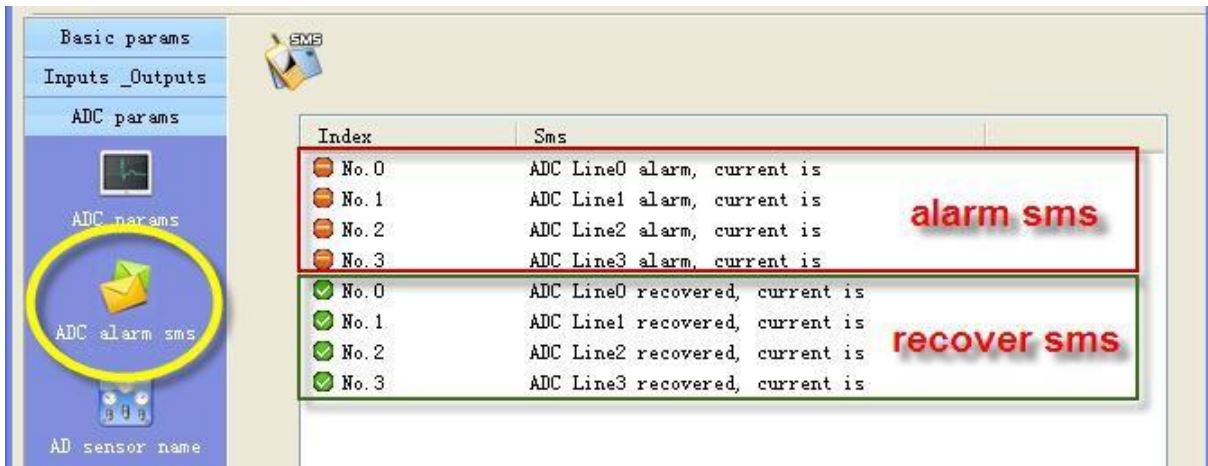 Basic params
Inputs _Outputs
ADC params
ADC params
ADC alarm sms
AD sensor name
SMS
Index Sms
No.0 ADC Line0 alarm, current is
No.1 ADC Line1 alarm, current is
No.2 ADC Line2 alarm, current is
No.3 ADC Line3 alarm, current is
alarm sms
No.0 ADC Line0 recovered, current is
No.1 ADC Line1 recovered, current is
No.2 ADC Line2 recovered, current is
No.3 ADC Line3 recovered, current is
recover sms